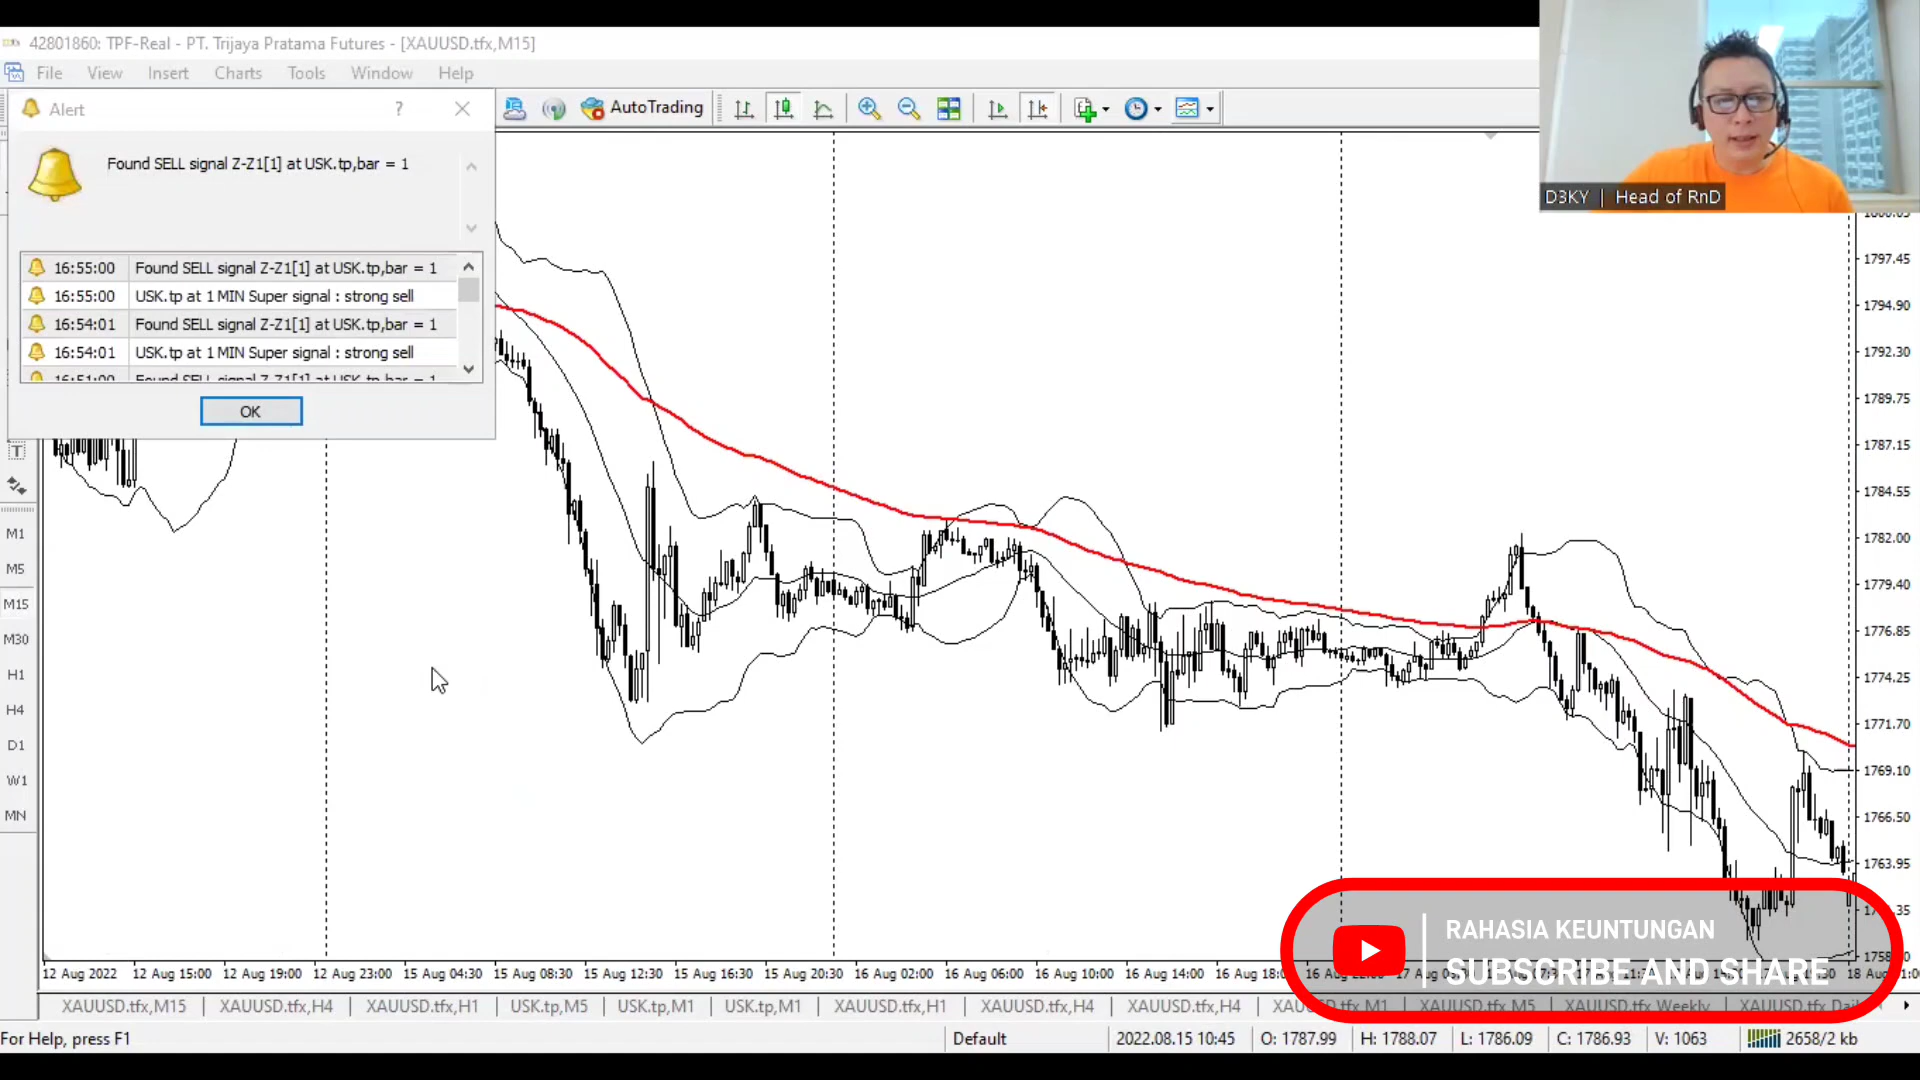 42801860: TPF-Real - PT. Trijaya Pratama Futures - [XAUUSD.tfx,M15]
File View Insert Charts Tools Window Help
Alert ?
AutoTrading
Found SELL signal Z-Z1[1] at USK.tp,bar = 1
16:55:00 Found SELL signal Z-Z1[1] at USK.tp,bar = 1
16:55:00 USK.tp at 1 MIN Super signal : strong sell
16:54:01 Found SELL signal Z-Z1[1] at USK.tp,bar = 1
16:54:01 USK.tp at 1 MIN Super signal : strong sell
OK
D3KY | Head of RnD
T
M1
M5
M15
M30
H1
H4
D1
W1
MN
1797.45
1794.90
1792.30
1789.75
1787.15
1784.55
1782.00
1779.40
1776.85
1774.25
1771.70
1769.10
1766.50
1763.95
RAHASIA KEUNTUNGAN
SUBSCRIBE AND SHARE
12 Aug 2022 12 Aug 15:00 12 Aug 19:00 12 Aug 23:00 15 Aug 04:30 15 Aug 08:30 15 Aug 12:30 15 Aug 16:30 15 Aug 20:30 16 Aug 02:00 16 Aug 06:00 16 Aug 10:00 16 Aug 14:00 16 Aug
XAUUSD.tfx,M15 XAUUSD.tfx,H4 XAUUSD.tfx,H1 USK.tp,M5 USK.tp,M1 USK.tp,M1 XAUUSD.tfx,H1 XAUUSD.tfx,H4 XAUUSD.tfx,H4 XAUUSD.tfx,M1 XAUUSD.tfx,M5 XAUUSD.tfx,Weekly
For Help, press F1 Default 2022.08.15 10:45 O: 1787.99 H: 1788.07 L: 1786.09 C: 1786.93 V: 1063 2658/2 kb